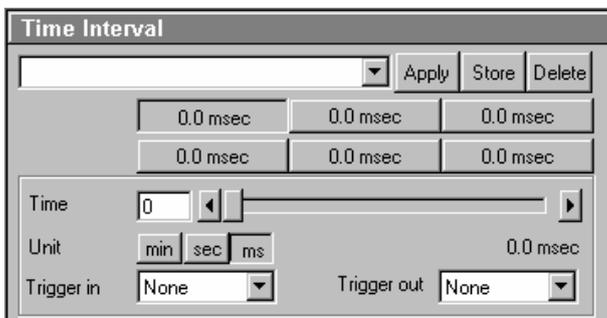 Time Interval
Apply Store Delete
0.0 msec 0.0 msec 0.0 msec
0.0 msec 0.0 msec 0.0 msec
Time 0
Unit min sec ms 0.0 msec
Trigger in None Trigger out None